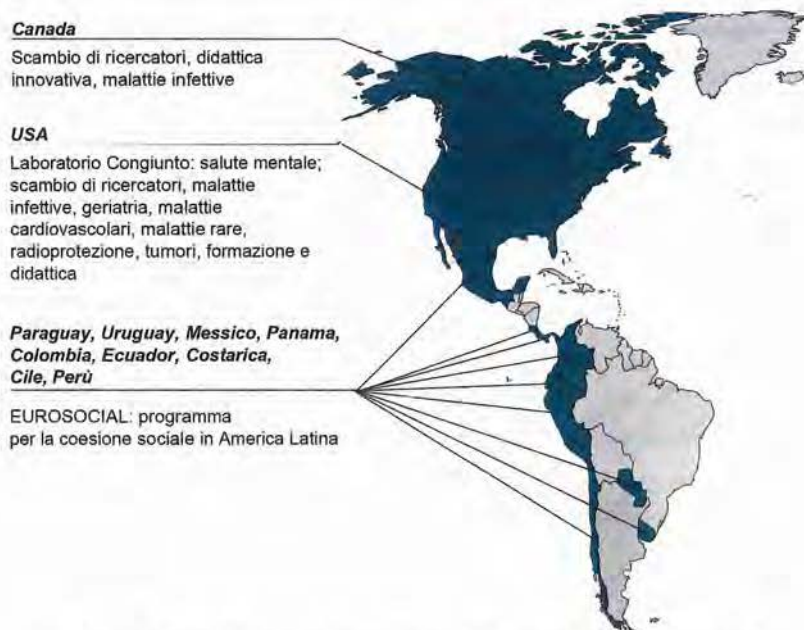 Canada
Scambio di ricercatori, didattica
innovativa, malattie infettive
USA
Laboratorio Congiunto: salute mentale;
scambio di ricercatori, malattie
infettive, geriatria, malattie
cardiovascolari, malattie rare,
radioprotezione, tumori, formazione e
didattica
Paraguay, Uruguay, Messico, Panama,
Colombia, Ecuador, Costarica,
Cile, Perù
EUROSOCIAL: programma
per la coesione sociale in America Latina